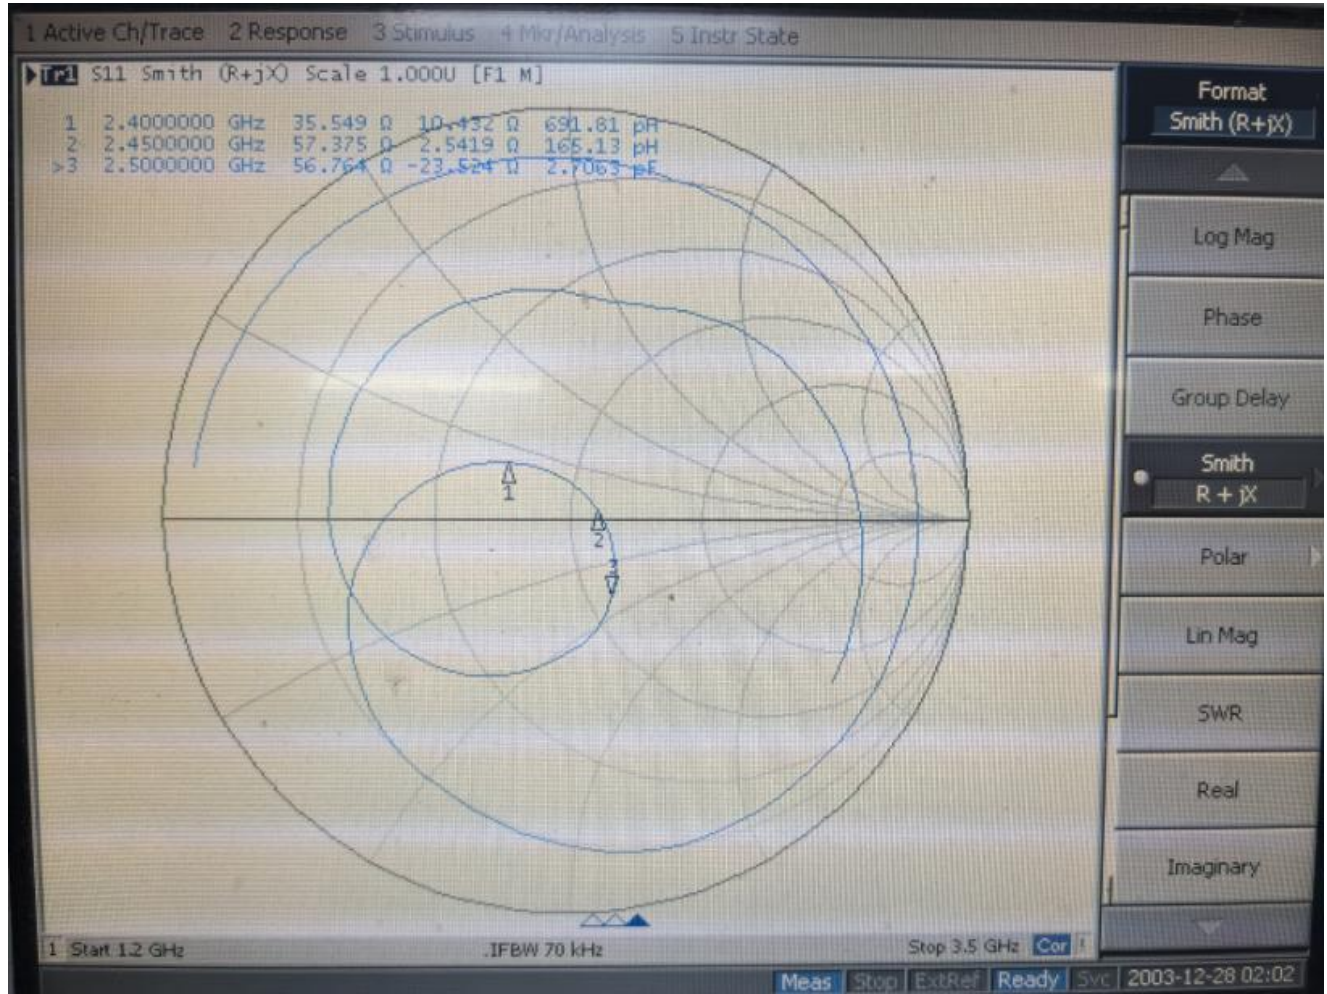 1 Active Ch/Trace 2 Response 3 Stimulus 4 Mkr/Analysis 5 Instr State
Tr1 S11 Smith (R+jX) Scale 1.000U [F1 M]
1 2.4000000 GHz 35.549 Ω 10.432 Ω 691.81 pH
2 2.4500000 GHz 57.375 Ω 2.5419 Ω 165.13 pH
>3 2.5000000 GHz 56.764 Ω -23.524 Ω 2.7063 pF
1
2
3
1 Start 1.2 GHz IFBW 70 kHz Stop 3.5 GHz Cor !
Meas Stop ExtRef Ready Svc 2003-12-28 02:02
Format
Smith (R+jX)
Log Mag
Phase
Group Delay
Smith
R + jX
Polar
Lin Mag
SWR
Real
Imaginary